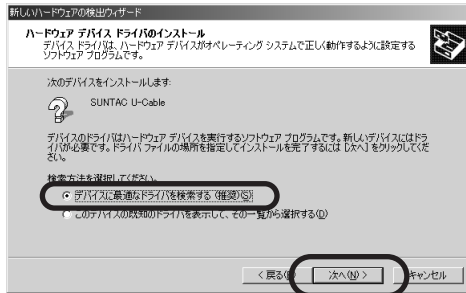 新しいハードウェアの検出ウィザード
ハードウェア デバイス ドライバのインストール
デバイス ドライバは、ハードウェア デバイスがオペレーティング システムで正しく動作するように設定する
ソフトウェア プログラムです。
次のデバイスをインストールします:
SUNTAC U-Cable
デバイスのドライバはハードウェア デバイスを実行するソフトウェア プログラムです。新しいデバイスにはドラ
イバが必要です。ドライバ ファイルの場所を指定してインストールを完了するには [次へ] をクリックしてくだ
さい。
検索方法を選択してください。
デバイスに最適なドライバを検索する (推奨)(S)
このデバイスの既知のドライバを表示して、その一覧から選択する(D)
< 戻る(
次へ(N) >
キャンセル